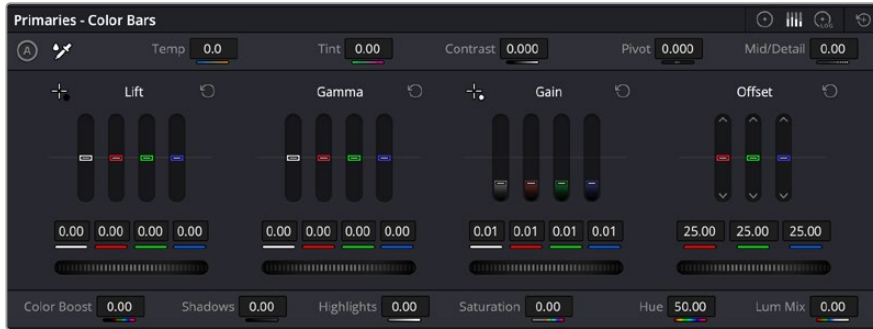 Primaries - Color Bars
LOG
A Temp 0.0 Tint 0.00 Contrast 0.000 Pivot 0.000 Mid/Detail 0.00
Lift Gamma Gain Offset
0.00 0.00 0.00 0.00 0.00 0.00 0.00 0.00 0.01 0.01 0.01 0.01 25.00 25.00 25.00
Color Boost 0.00 Shadows 0.00 Highlights 0.00 Saturation 0.00 Hue 50.00 Lum Mix 0.00